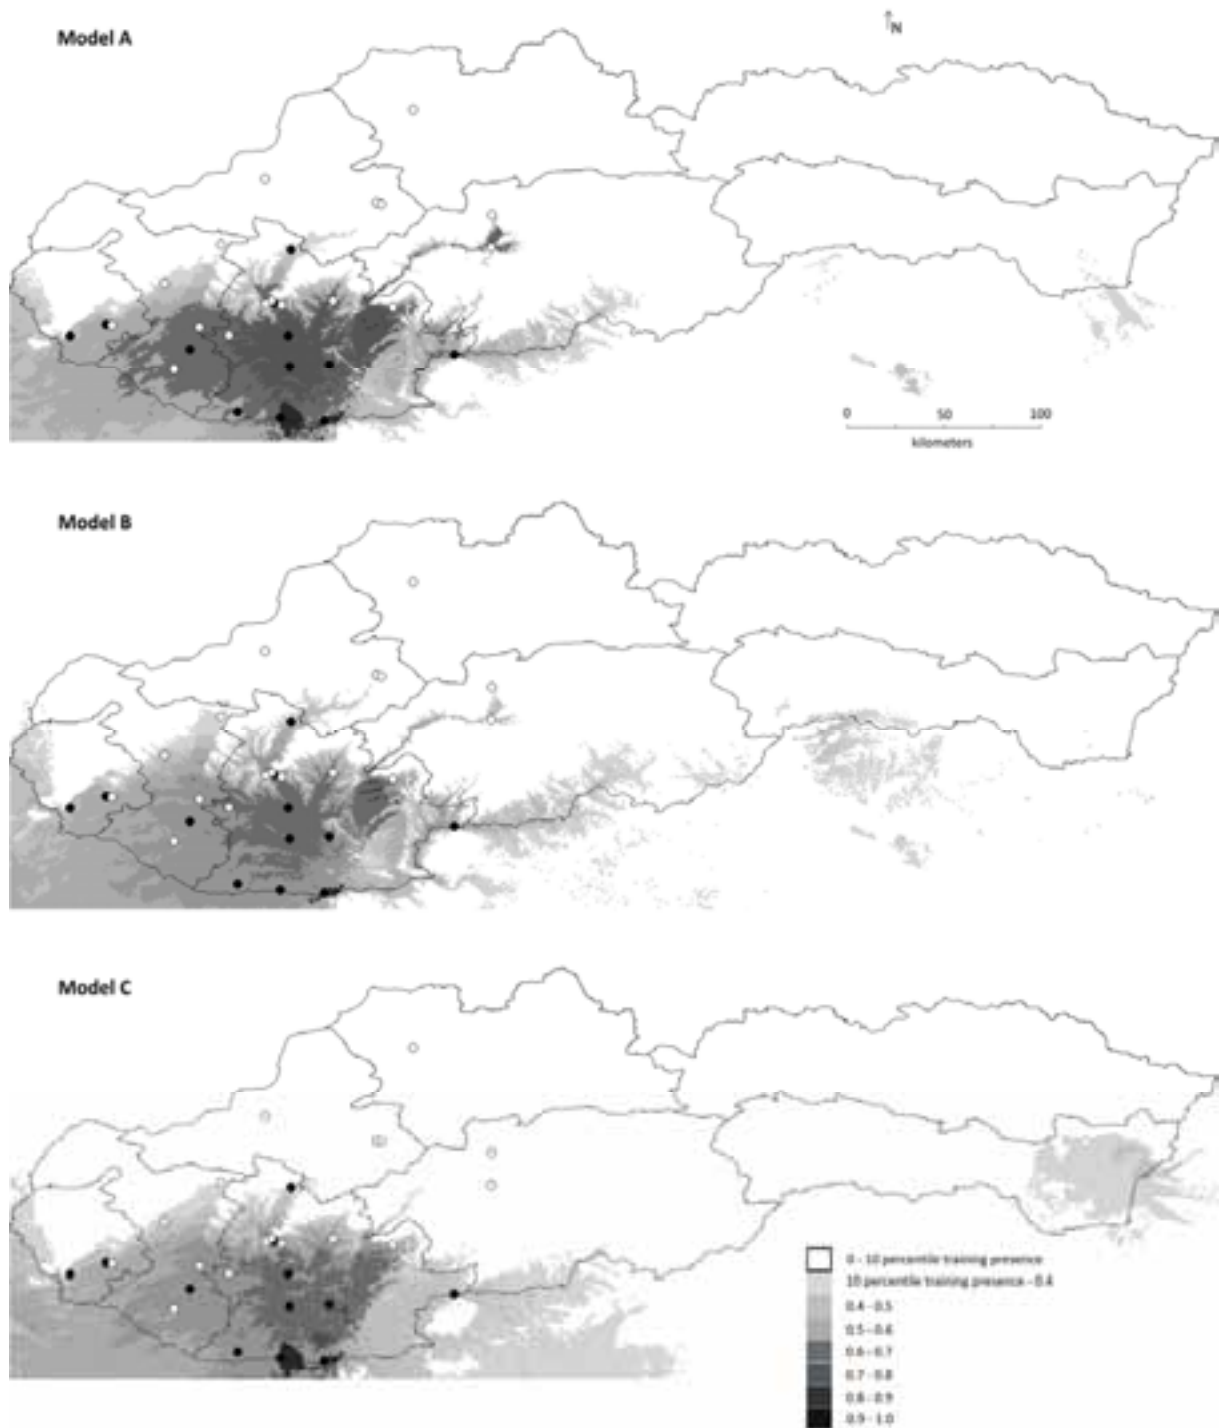 Model A
↑N
0 50 100
kilometers
Model B
Model C
0 - 10 percentile training presence
10 percentile training presence - 0.4
0.4 - 0.5
0.5 - 0.6
0.6 - 0.7
0.7 - 0.8
0.8 - 0.9
0.9 - 1.0